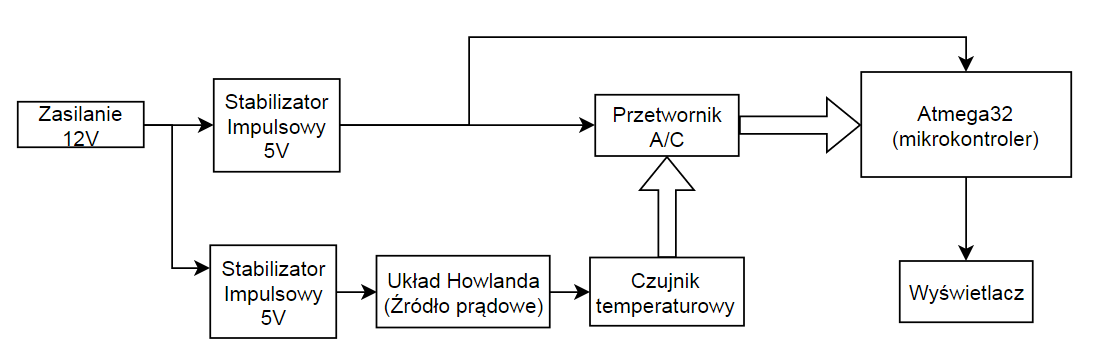 Zasilanie
12V
Stabilizator
Impulsowy
5V
Przetwornik
A/C
Atmega32
(mikrokontroler)
Stabilizator
Impulsowy
5V
Układ Howlanda
(Źródło prądowe)
Czujnik
temperaturowy
Wyświetlacz